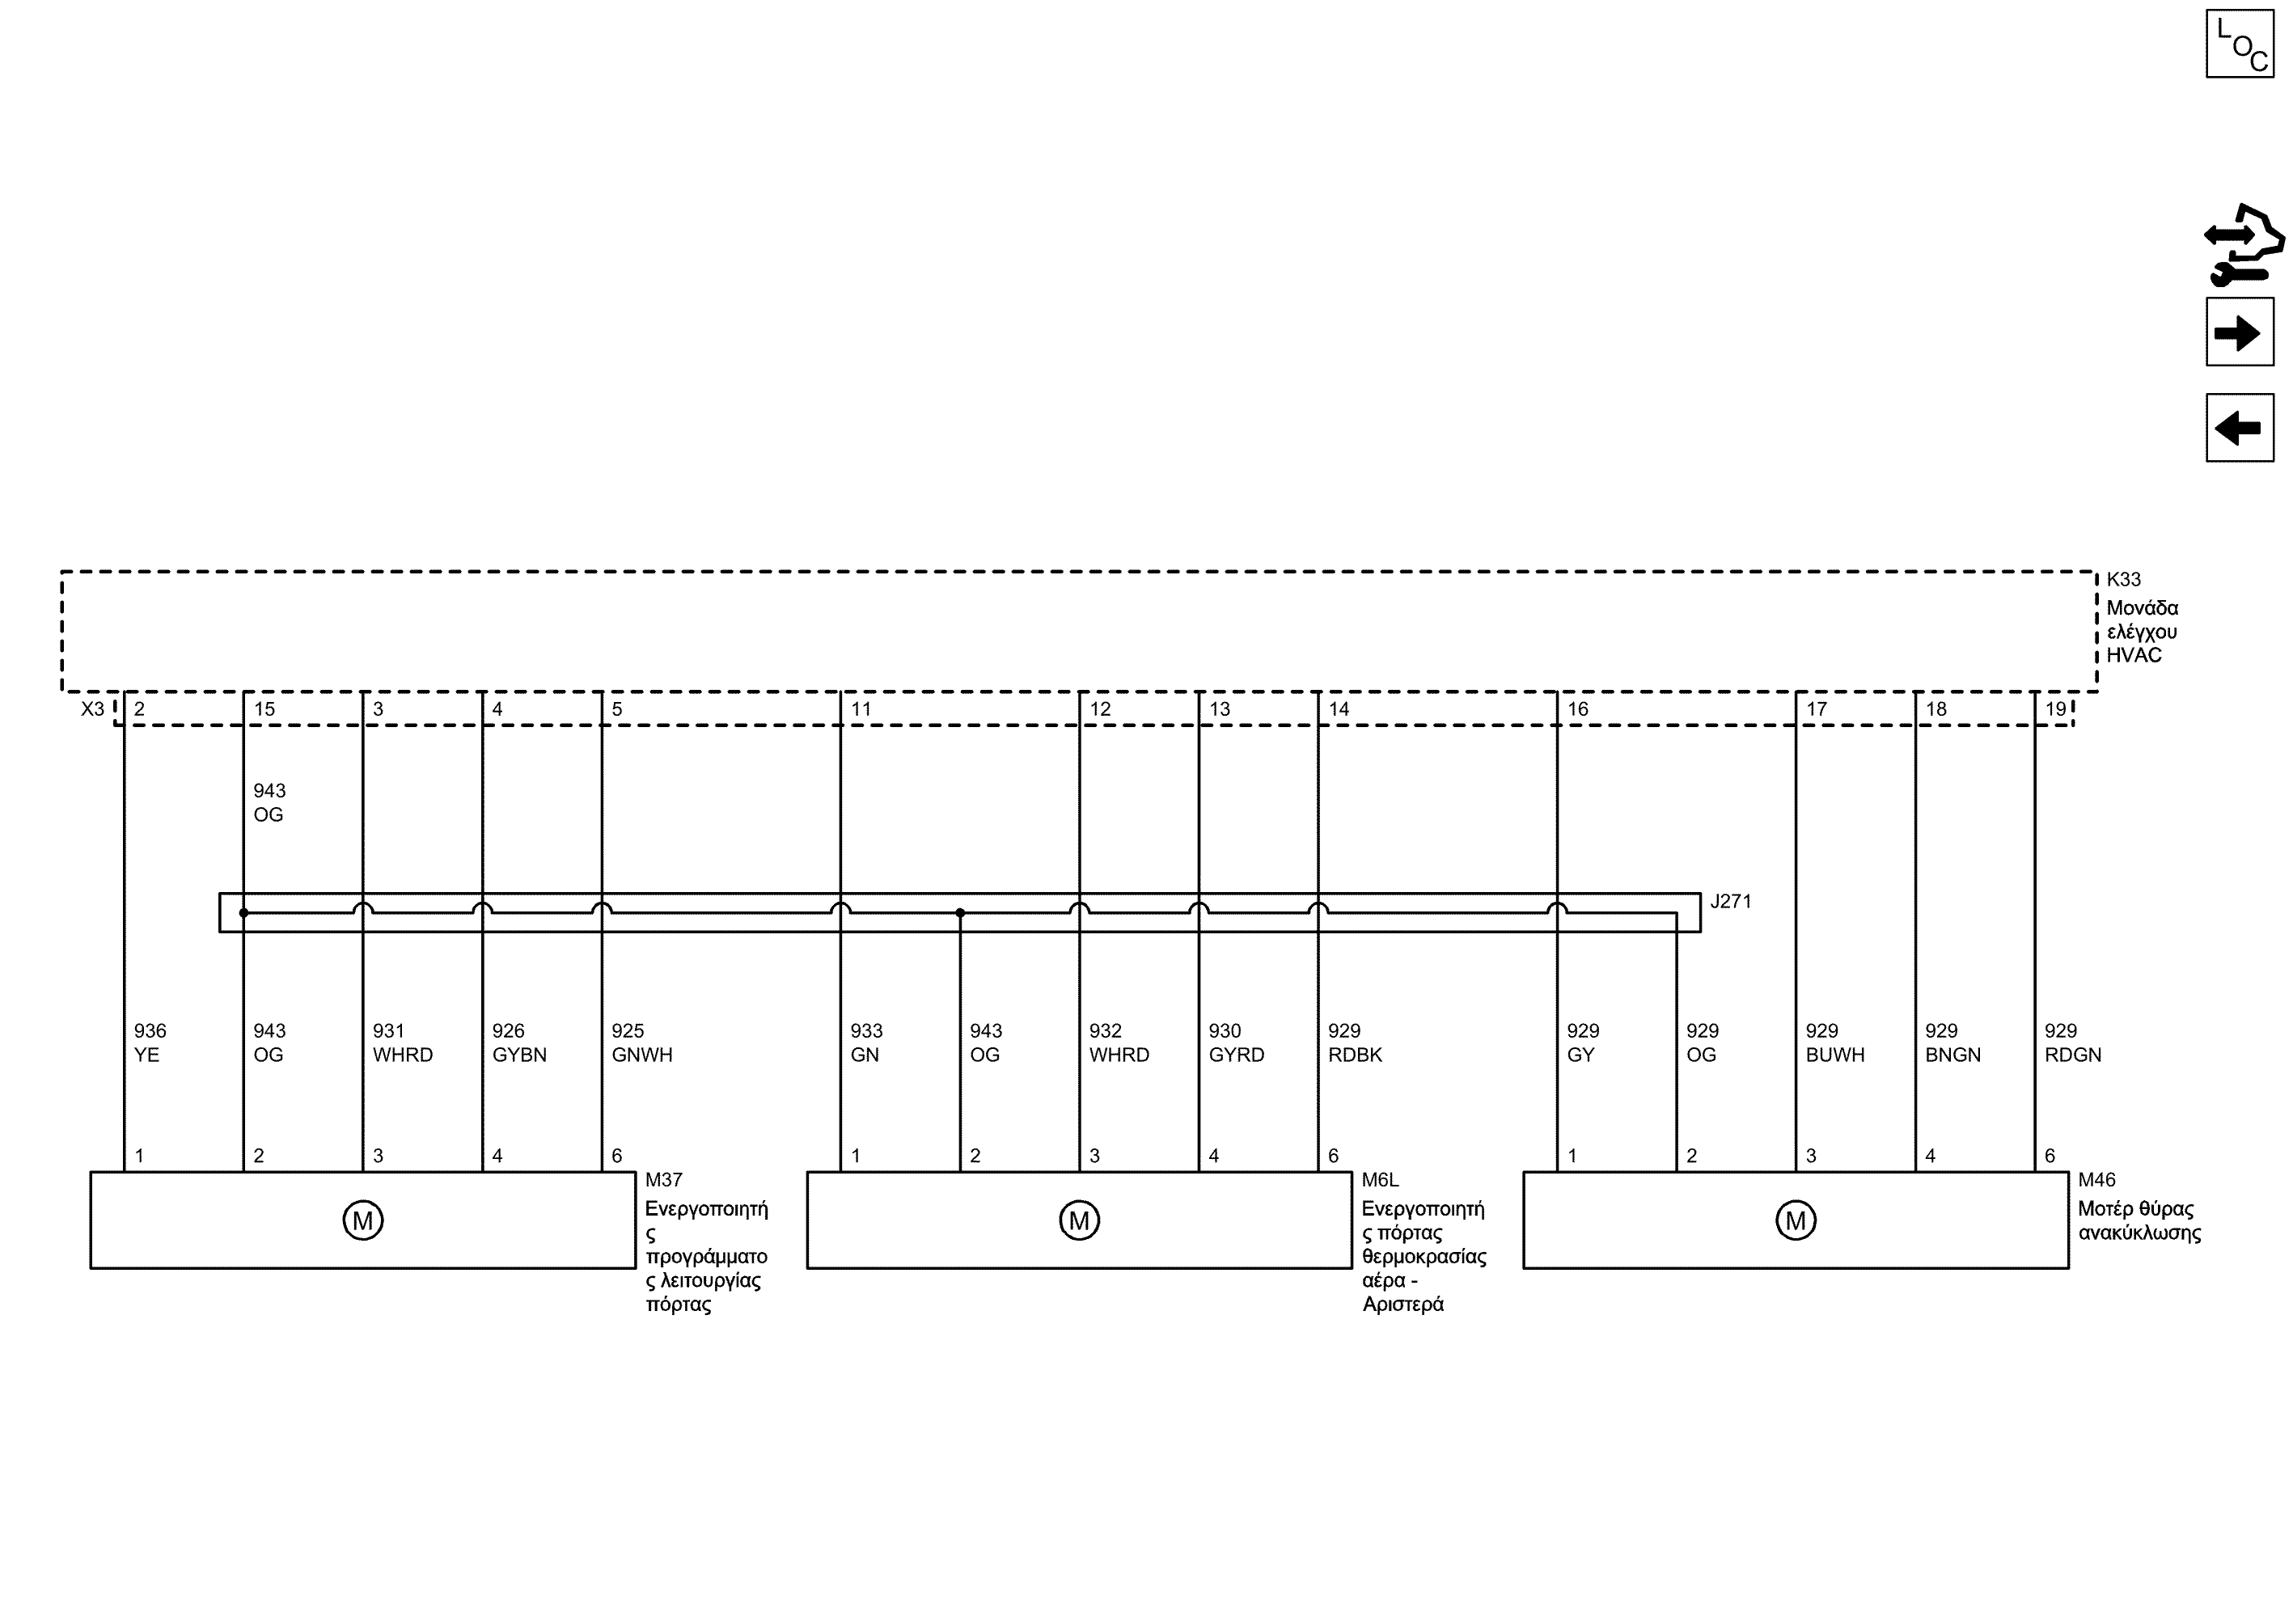 LOC
K33
Μονάδα
ελέγχου
HVAC
X3 2 15 3 4 5 11 12 13 14 16 17 18 19
943
OG
J271
936 943 931 926 925 933 943 932 930 929 929 929 929 929 929
YE OG WHRD GYBN GNWH GN OG WHRD GYRD RDBK GY OG BUWH BNGN RDGN
1 2 3 4 6 1 2 3 4 6 1 2 3 4 6
M
M37
Ενεργοποιητή
ς
προγράμματο
ς λειτουργίας
πόρτας
M
M6L
Ενεργοποιητή
ς πόρτας
θερμοκρασίας
αέρα -
Αριστερά
M
M46
Μοτέρ θύρας
ανακύκλωσης